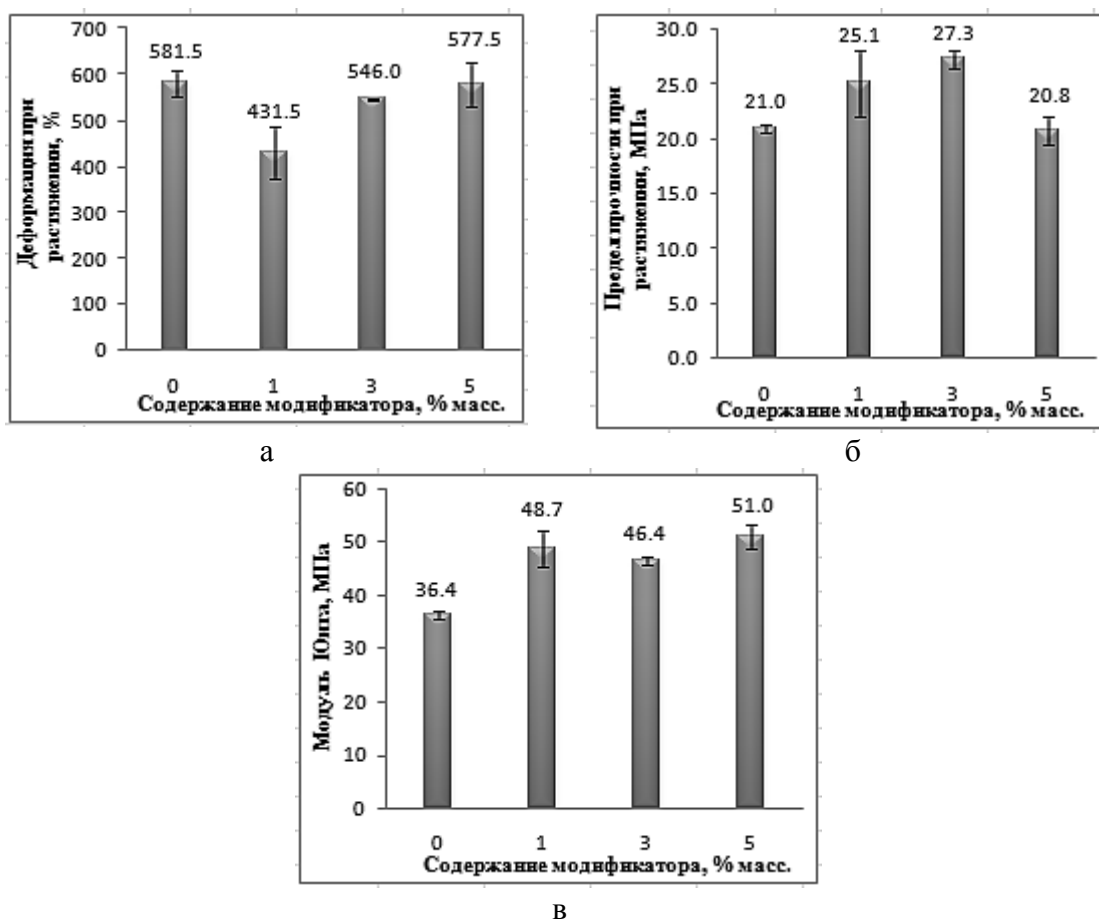 Деформация при
растяжении, %
700
600
500
400
300
200
100
0
581.5
431.5
546.0
577.5
0 1 3 5
Содержание модификатора, % масс.
а
Предел прочности при
растяжении, МПа
30.0
25.0
20.0
15.0
10.0
5.0
0.0
21.0
25.1
27.3
20.8
0 1 3 5
Содержание модификатора, % масс.
б
Модуль Юнга, МПа
60
50
40
30
20
10
0
36.4
48.7
46.4
51.0
0 1 3 5
Содержание модификатора, % масс.
в